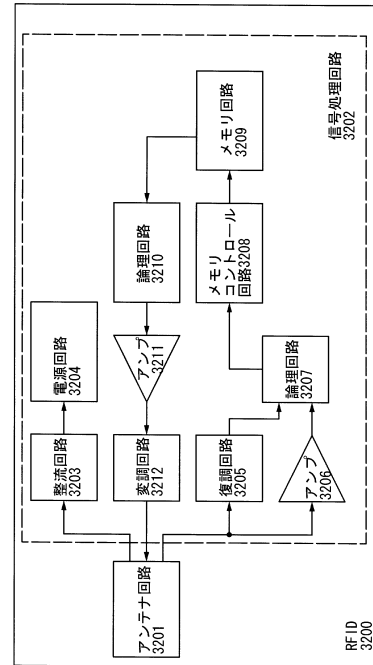 アンテナ回路
3201
整流回路
3203
電源回路
3204
変調回路
3212
アンプ
3211
論理回路
3210
復調回路
3205
アンプ
3206
論理回路
3207
メモリ
コントロール
回路3208
メモリ回路
3209
信号処理回路
3202
RFID
3200